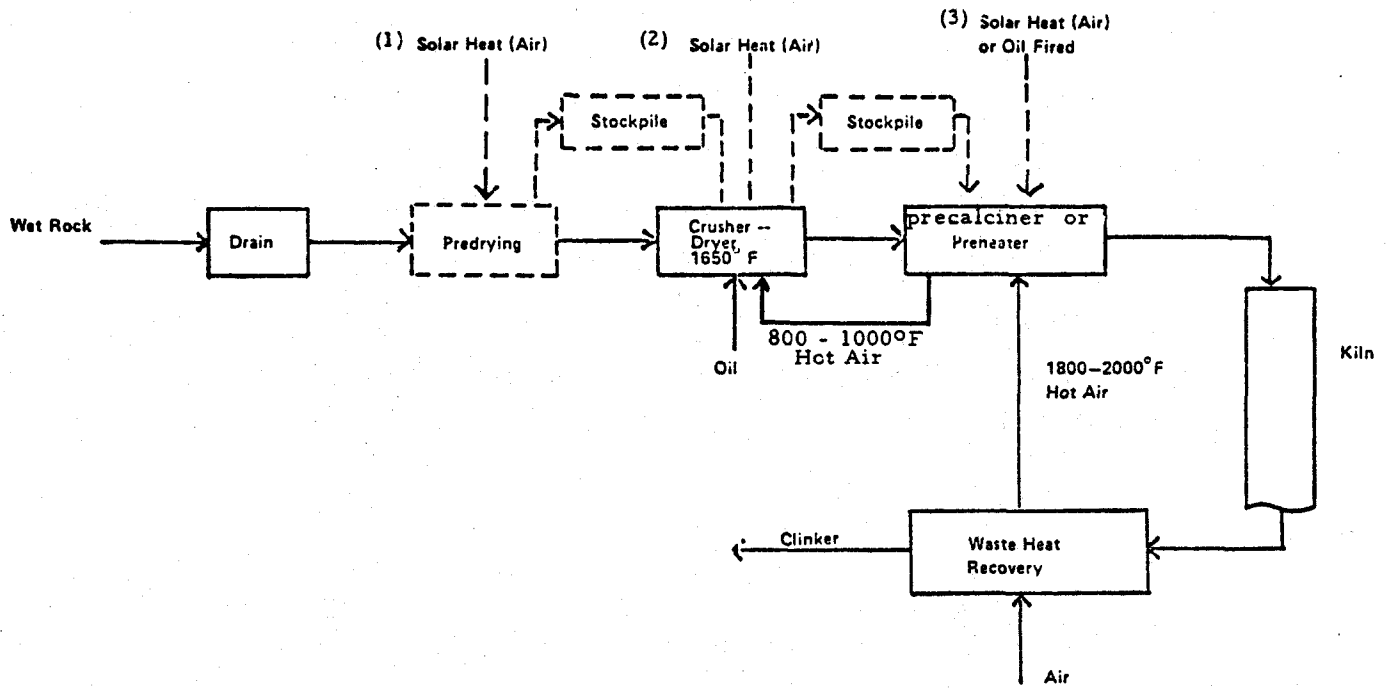 (1) Solar Heat (Air)
(2) Solar Heat (Air)
(3) Solar Heat (Air)
or Oil Fired
Stockpile
Stockpile
Wet Rock
Drain
Predrying
Crusher --
Dryer
1650° F
precalciner or
Preheater
800 - 1000°F
Hot Air
Oil
1800-2000°F
Hot Air
Kiln
Clinker
Waste Heat
Recovery
Air